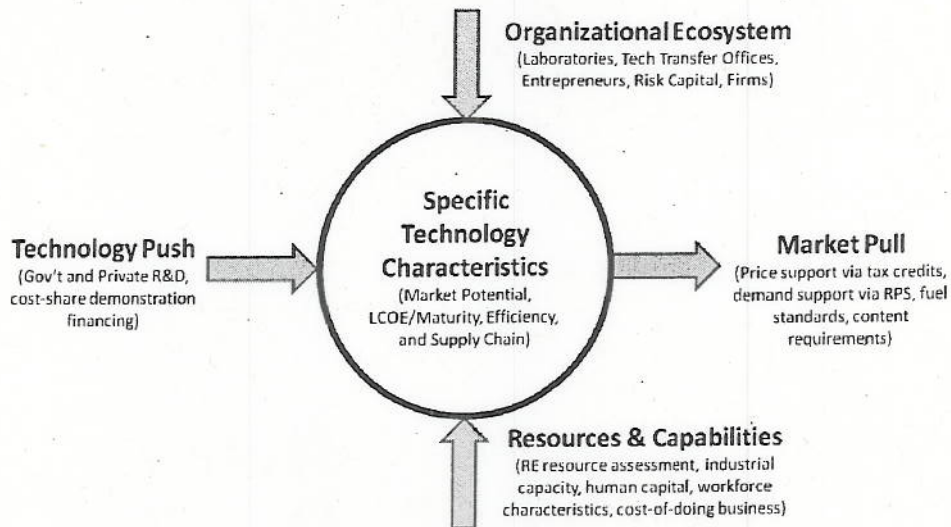 Organizational Ecosystem
(Laboratories, Tech Transfer Offices,
Entrepreneurs, Risk Capital, Firms)
Specific
Technology
Characteristics
(Market Potential,
LCOE/Maturity, Efficiency,
and Supply Chain)
Technology Push
(Gov't and Private R&D,
cost-share demonstration
financing)
Market Pull
(Price support via tax credits,
demand support via RPS, fuel
standards, content
requirements)
Resources & Capabilities
(RE resource assessment, industrial
capacity, human capital, workforce
characteristics, cost-of-doing business)